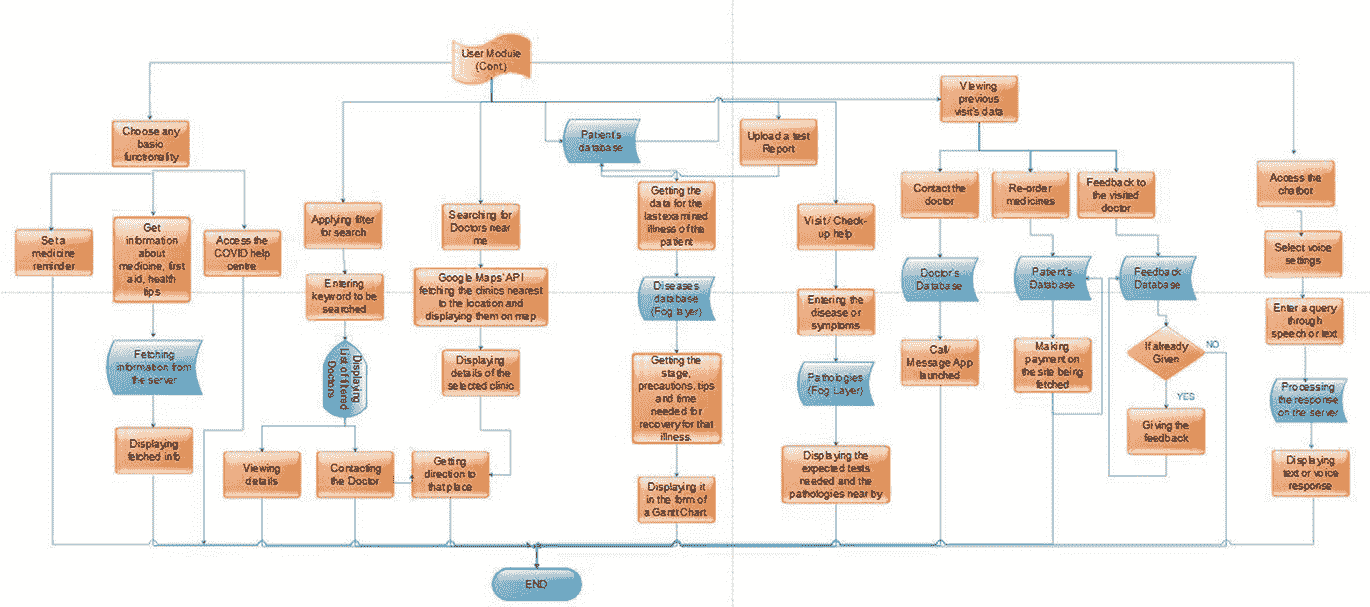 User Module
(Cont.)
Choose any
basic
functionality
Set a
medicine
reminder
Get
information
about
medicine, first
aid, health
tips
Access the
COVID help
centre
Fetching
information from
the server
Displaying
fetched info
Applying filter
for search
Entering
keyword to be
searched
Displaying
List of filtered
Doctors
Viewing
details
Contacting
the Doctor
Searching for
Doctors near
me
Google Maps' API
fetching the clinics nearest
to the location and
displaying them on map
Displaying
details of the
selected clinic
Getting
direction to
that place
Patient's
database
Upload a test
Report
Getting the
data for the
last examined
illness of the
patient
Diseases
database
(Fog layer)
Getting the
stage,
precautions, tips
and time
needed for
recovery for that
illness.
Displaying it
in the form of
a Gantt Chart
Visit / Check-
up help
Entering the
disease or
symptoms
Pathologies
(Fog Layer)
Displaying the
expected tests
needed and the
pathologies near by
Viewing
previous
visit's data
Contact the
doctor
Doctor's
Database
Call/
Message App
launched
Re-order
medicines
Patient's
Database
Making
payment on
the site being
fetched
Feedback to
the visited
doctor
Feedback
Database
If already
Given
NO
YES
Giving the
feedback
Access the
chatbot
Select voice
settings
Enter a query
through
speech or text
Processing
the response
on the server
Displaying
text or voice
response
END